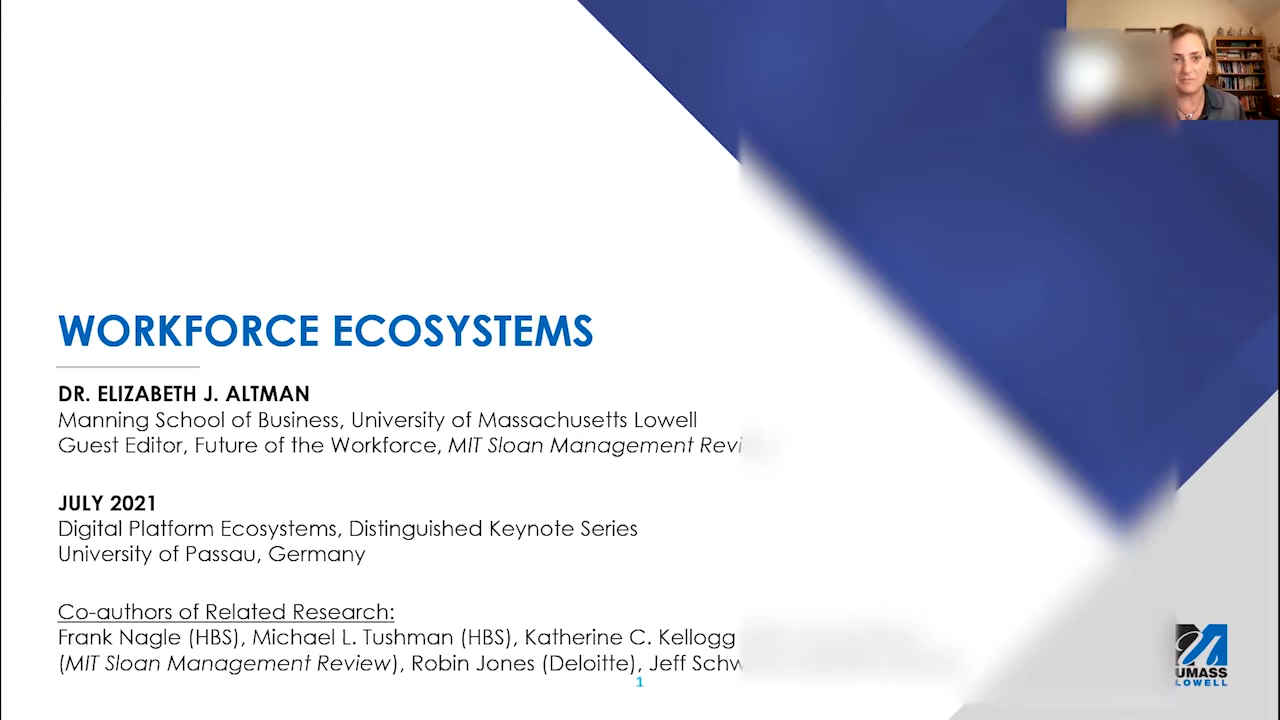 WORKFORCE ECOSYSTEMS
DR. ELIZABETH J. ALTMAN
Manning School of Business, University of Massachusetts Lowell
Guest Editor, Future of the Workforce, MIT Sloan Management
JULY 2021
Digital Platform Ecosystems, Distinguished Keynote Series
University of Passau, Germany
Co-authors of Related Research:
Frank Nagle (HBS), Michael L. Tushman (HBS), Katherine C. Kellogg
(MIT Sloan Management Review), Robin Jones (Deloitte), Jeff
1
UMASS
LOWELL